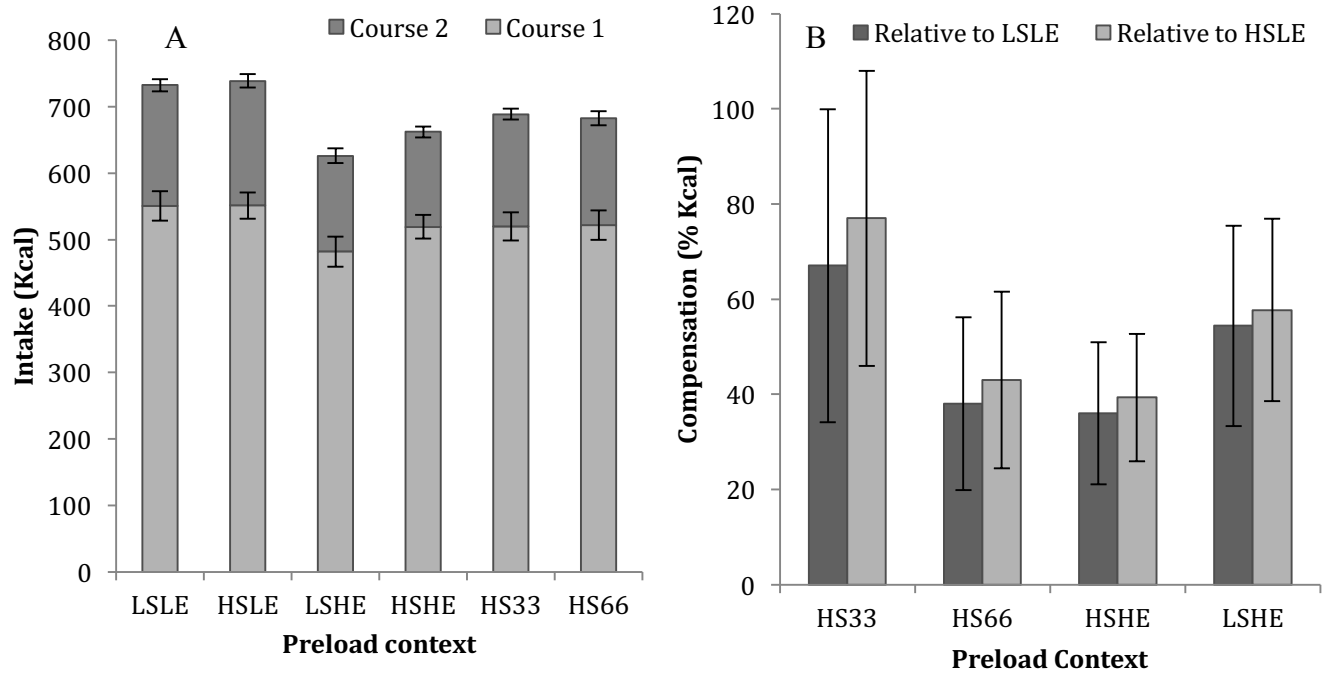 A
Course 2
Course 1
800
700
600
500
400
300
200
100
0
Intake (Kcal)
LSLE HSLE LSHE HSHE HS33 HS66
Preload context
B
Relative to LSLE
Relative to HSLE
120
100
80
60
40
20
0
Compensation (% Kcal)
HS33 HS66 HSHE LSHE
Preload Context